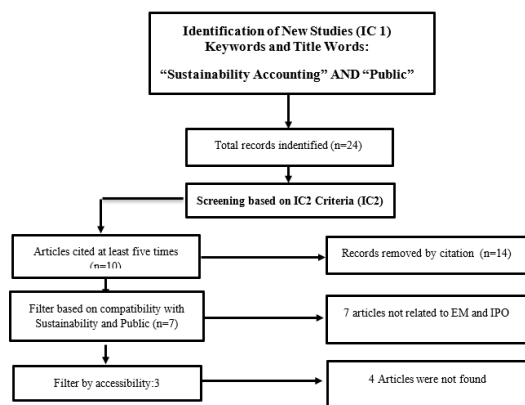 Identification of New Studies (IC 1)
Keywords and Title Words:
“Sustainability Accounting” AND “Public”
Total records indentified (n=24)
Screening based on IC2 Criteria (IC2)
Articles cited at least five times
(n=10)
Records removed by citation (n=14)
Filter based on compatibility with
Sustainability and Public (n=7)
7 articles not related to EM and IPO
Filter by accessibility:3
4 Articles were not found